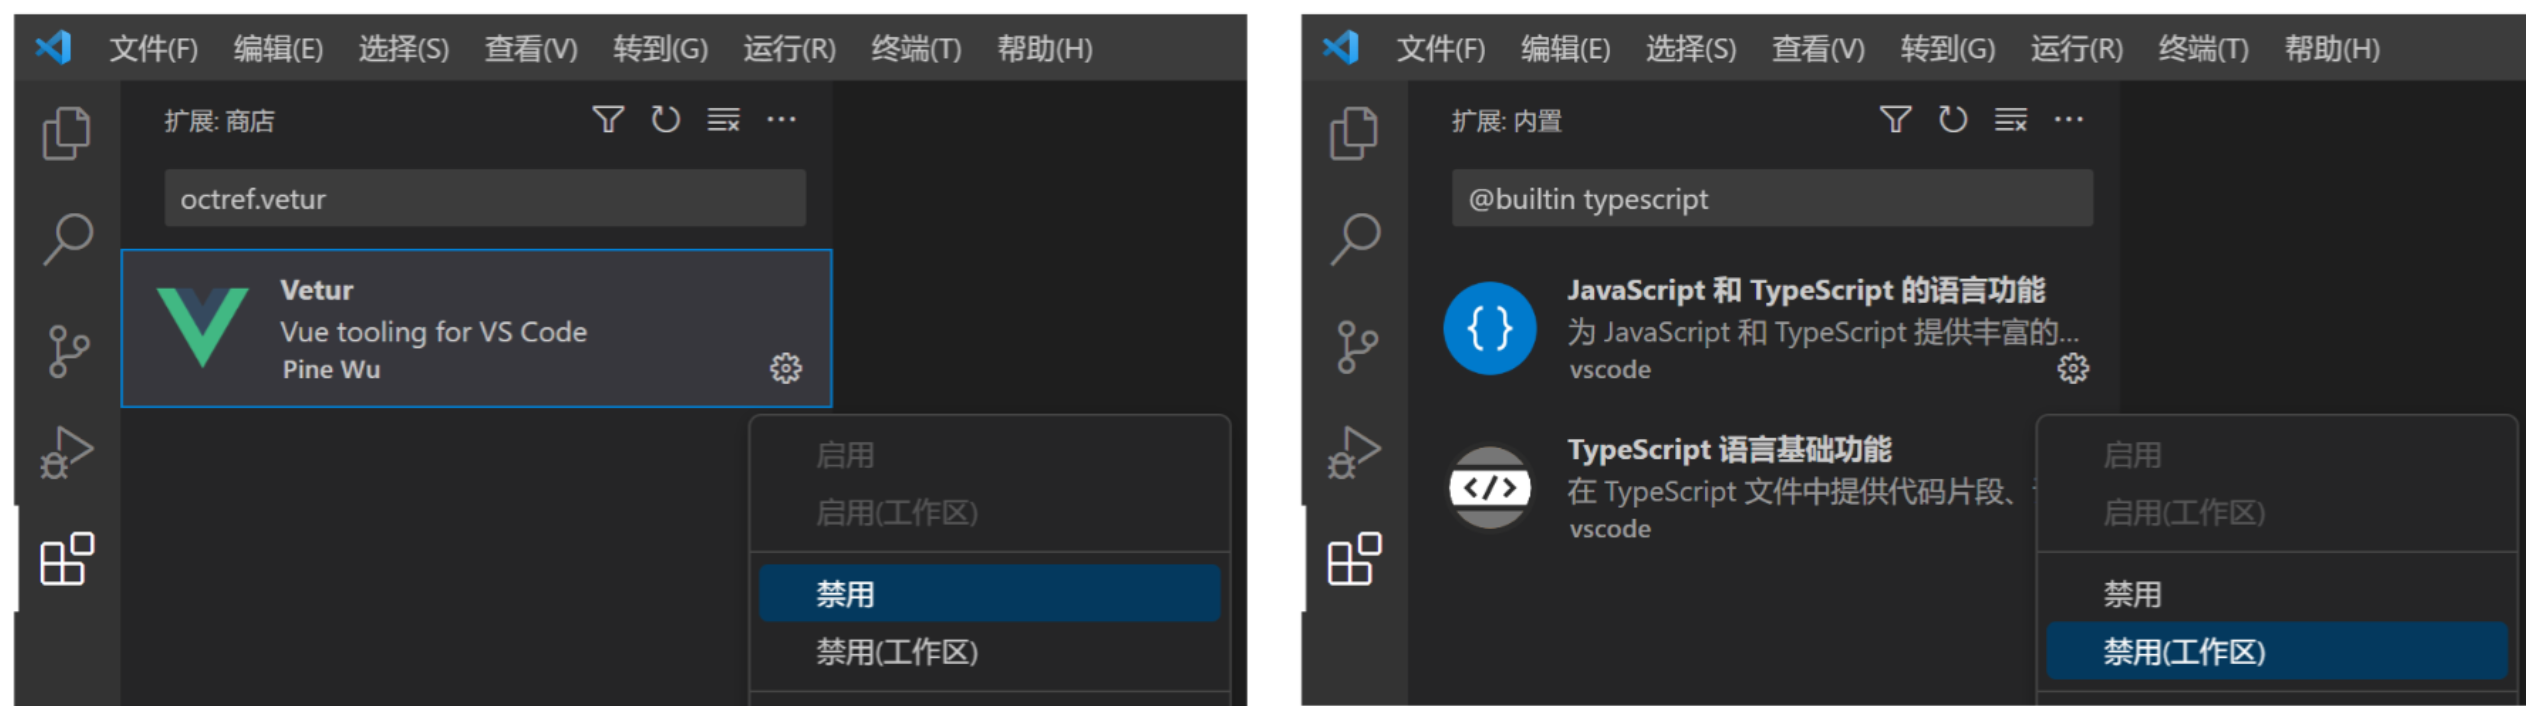 文件(F) 编辑(E) 选择(S) 查看(V) 转到(G) 运行(R) 终端(T) 帮助(H)
扩展: 商店
octref.vetur
Vetur
Vue tooling for VS Code
Pine Wu
启用
启用(工作区)
禁用
禁用(工作区)
文件(F) 编辑(E) 选择(S) 查看(V) 转到(G) 运行(R) 终端(T) 帮助(H)
扩展: 内置
@builtin typescript
JavaScript 和 TypeScript 的语言功能
为 JavaScript 和 TypeScript 提供丰富的...
vscode
TypeScript 语言基础功能
在 TypeScript 文件中提供代码片段、
vscode
启用
启用(工作区)
禁用
禁用(工作区)